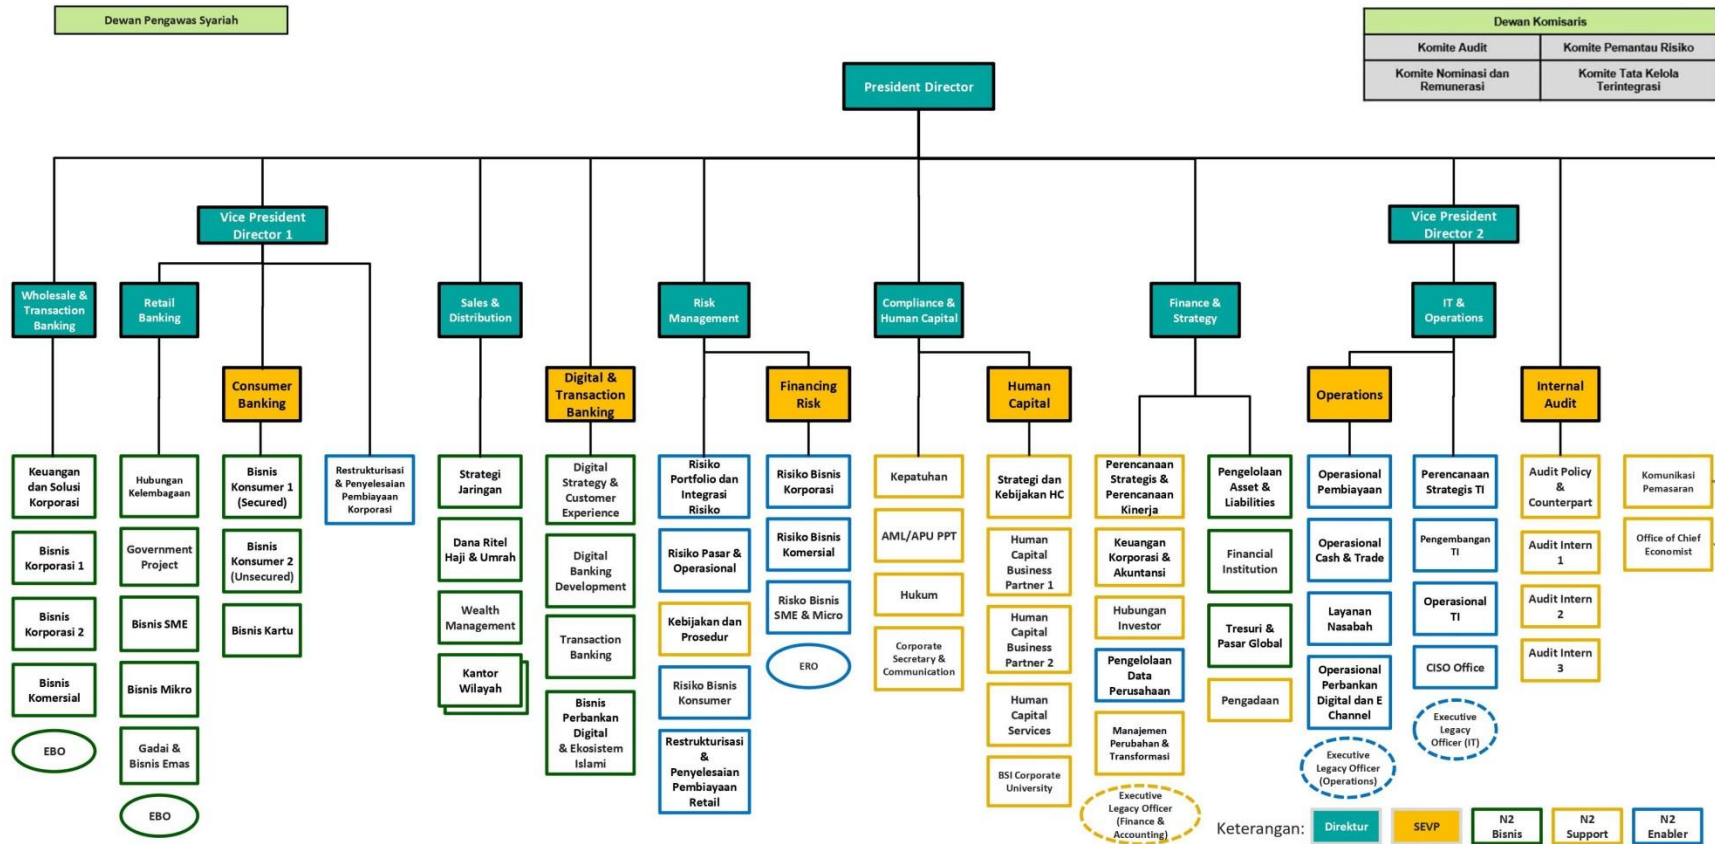 Dewan Pengawas Syariah
Dewan Komisaris
Komite Audit
Komite Pemantau Risiko
Komite Nominasi dan
Remunerasi
Komite Tata Kelola
Terintegrasi
President Director
Vice President
Director 1
Vice President
Director 2
Wholesale &
Transaction
Banking
Retail
Banking
Sales &
Distribution
Risk
Management
Compliance &
Human Capital
Finance &
Strategy
IT &
Operations
Consumer
Banking
Digital &
Transaction
Banking
Financing
Risk
Human
Capital
Operations
Internal
Audit
Keuangan
dan Solusi
Korporasi
Bisnis
Korporasi 1
Bisnis
Korporasi 2
Bisnis
Komersial
EBO
Hubungan
Kelembagaan
Government
Project
Bisnis SME
Bisnis Mikro
Gadai &
Bisnis Emas
EBO
Bisnis
Konsumer 1
(Secured)
Bisnis
Konsumer 2
(Unsecured)
Bisnis Kartu
Restrukturisasi
& Penyelesaian
Pembiayaan
Korporasi
Strategi
Jaringan
Dana Ritel
Haji & Umrah
Wealth
Management
Kantor
Wilayah
Digital
Strategy &
Customer
Experience
Digital
Banking
Development
Transaction
Banking
Bisnis
Perbankan
Digital
& Ekosistem
Islami
Risiko
Portfolio dan
Integrasi
Risiko
Risiko Pasar &
Operasional
Kebijakan dan
Prosedur
Risiko Bisnis
Konsumer
Restrukturisasi
&
Penyelesaian
Pembiayaan
Retail
Risiko Bisnis
Korporasi
Risiko Bisnis
Komersial
Risko Bisnis
SME & Micro
ERO
Kepatuhan
AML/APU PPT
Hukum
Corporate
Secretary &
Communication
Strategi dan
Kebijakan HC
Human
Capital
Business
Partner 1
Human
Capital
Business
Partner 2
Human
Capital
Services
BSI Corporate
University
Perencanaan
Strategis &
Perencanaan
Kinerja
Keuangan
Korporasi &
Akuntansi
Hubungan
Investor
Pengelolaan
Data
Perusahaan
Manajemen
Perubahan &
Transformasi
Executive
Legacy Officer
(Finance &
Accounting)
Pengelolaan
Asset &
Liabilities
Financial
Institution
Tresuri &
Pasar Global
Pengadaan
Operasional
Pembiayaan
Operasional
Cash & Trade
Layanan
Nasabah
Operasional
Perbankan
Digital dan E
Channel
Executive
Legacy Officer
(Operations)
Perencanaan
Strategis TI
Pengembangan
TI
Operasional
TI
CISO Office
Executive
Legacy
Officer (IT)
Audit Policy
&
Counterpart
Audit Intern
1
Audit Intern
2
Audit Intern
3
Komunikasi
Pemasaran
Office of Chief
Economist
Keterangan:
Direktur
SEVP
N2
Bisnis
N2
Support
N2
Enabler